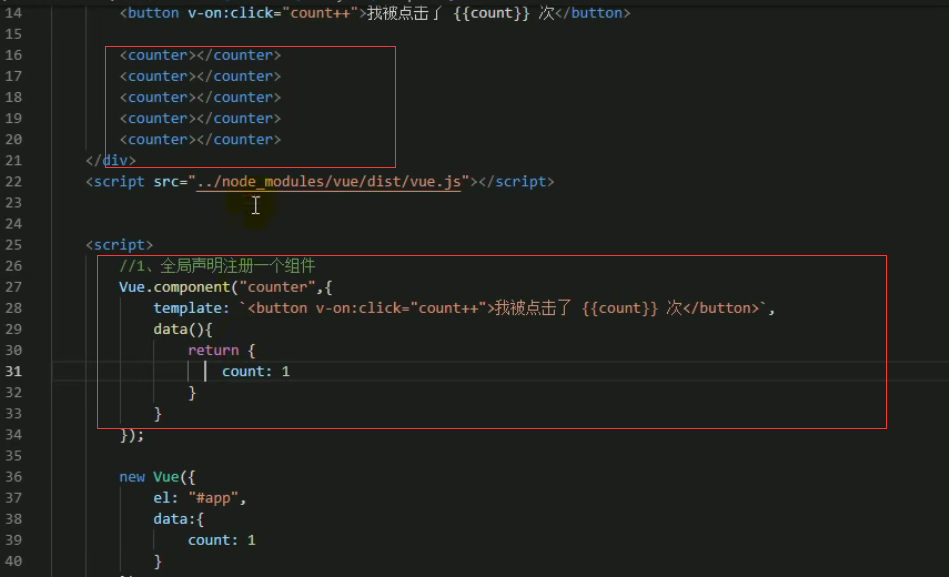 14 <button v-on:click="count++">我被点击了 {{count}} 次</button>
15
16 <counter></counter>
17 <counter></counter>
18 <counter></counter>
19 <counter></counter>
20 <counter></counter>
21 </div>
22 <script src="../node_modules/vue/dist/vue.js"></script>
23
24
25 <script>
26 //1、全局声明注册一个组件
27 Vue.component("counter",{
28 template: `<button v-on:click="count++">我被点击了 {{count}} 次</button>`,
29 data(){
30 return {
31 count: 1
32 }
33 }
34 });
35
36 new Vue({
37 el: "#app",
38 data:{
39 count: 1
40 }